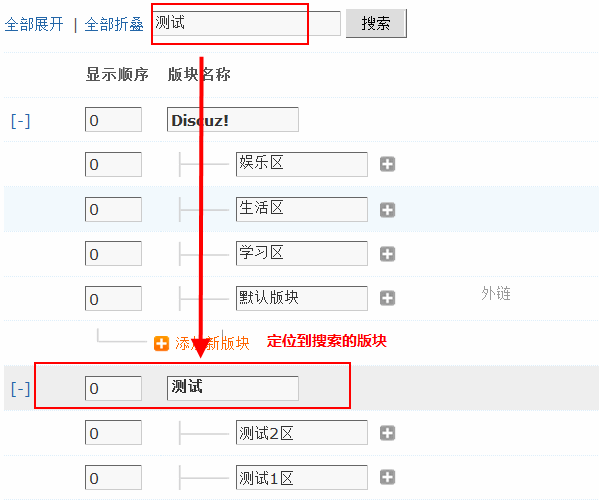 全部展开 | 全部折叠 测试 搜索
显示顺序 版块名称
[-] 0 Discuz!
0 娱乐区
0 生活区
0 学习区
0 默认版块 外链
添加新版块 定位到搜索的版块
[-] 0 测试
0 测试2区
0 测试1区